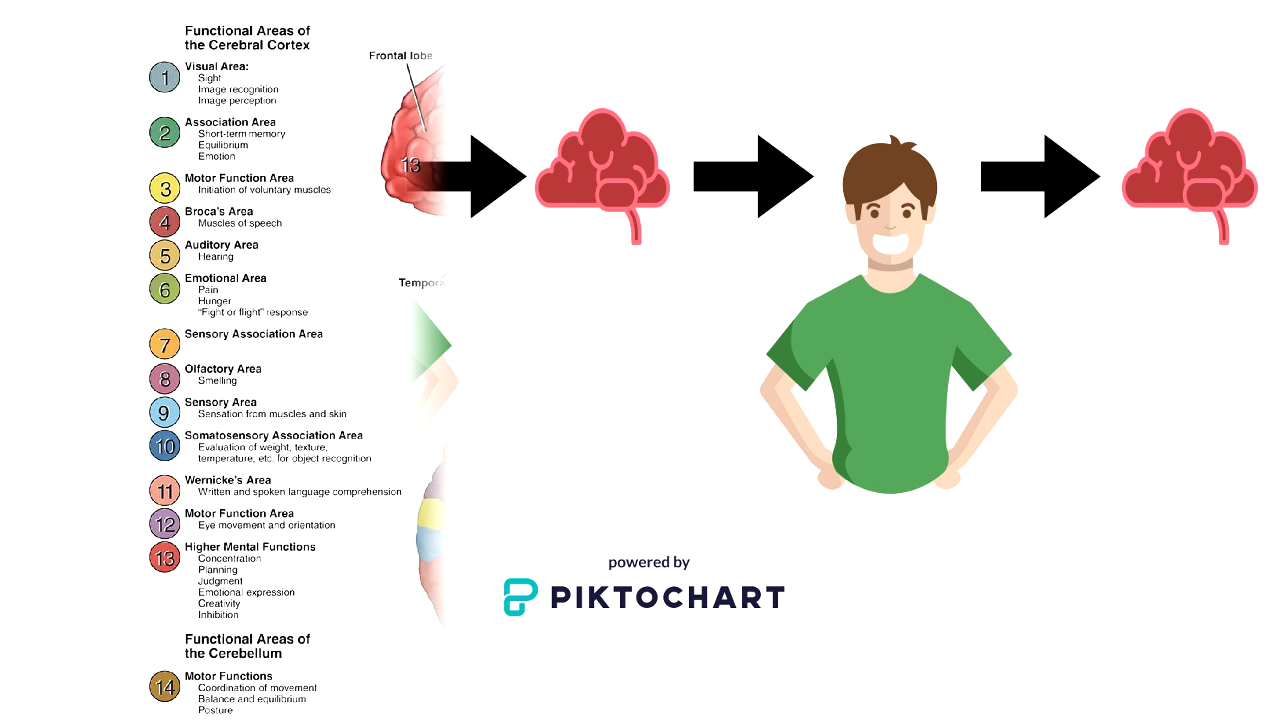 Functional Areas of
the Cerebral Cortex
1
Visual Area:
Sight
Image recognition
Image perception
2
Association Area
Short-term memory
Equilibrium
Emotion
3
Motor Function Area
Initiation of voluntary muscles
4
Broca's Area
Muscles of speech
5
Auditory Area
Hearing
6
Emotional Area
Pain
Hunger
"Fight or flight" response
7
Sensory Association Area
8
Olfactory Area
Smelling
9
Sensory Area
Sensation from muscles and skin
10
Somatosensory Association Area
Evaluation of weight, texture,
temperature, etc. for object recognition
11
Wernicke's Area
Written and spoken language comprehension
12
Motor Function Area
Eye movement and orientation
13
Higher Mental Functions
Concentration
Planning
Judgment
Emotional expression
Creativity
Inhibition
Functional Areas of
the Cerebellum
14
Motor Functions
Coordination of movement
Balance and equilibrium
Posture
Frontal lobe
13
Tempora
powered by
PIKTOCHART